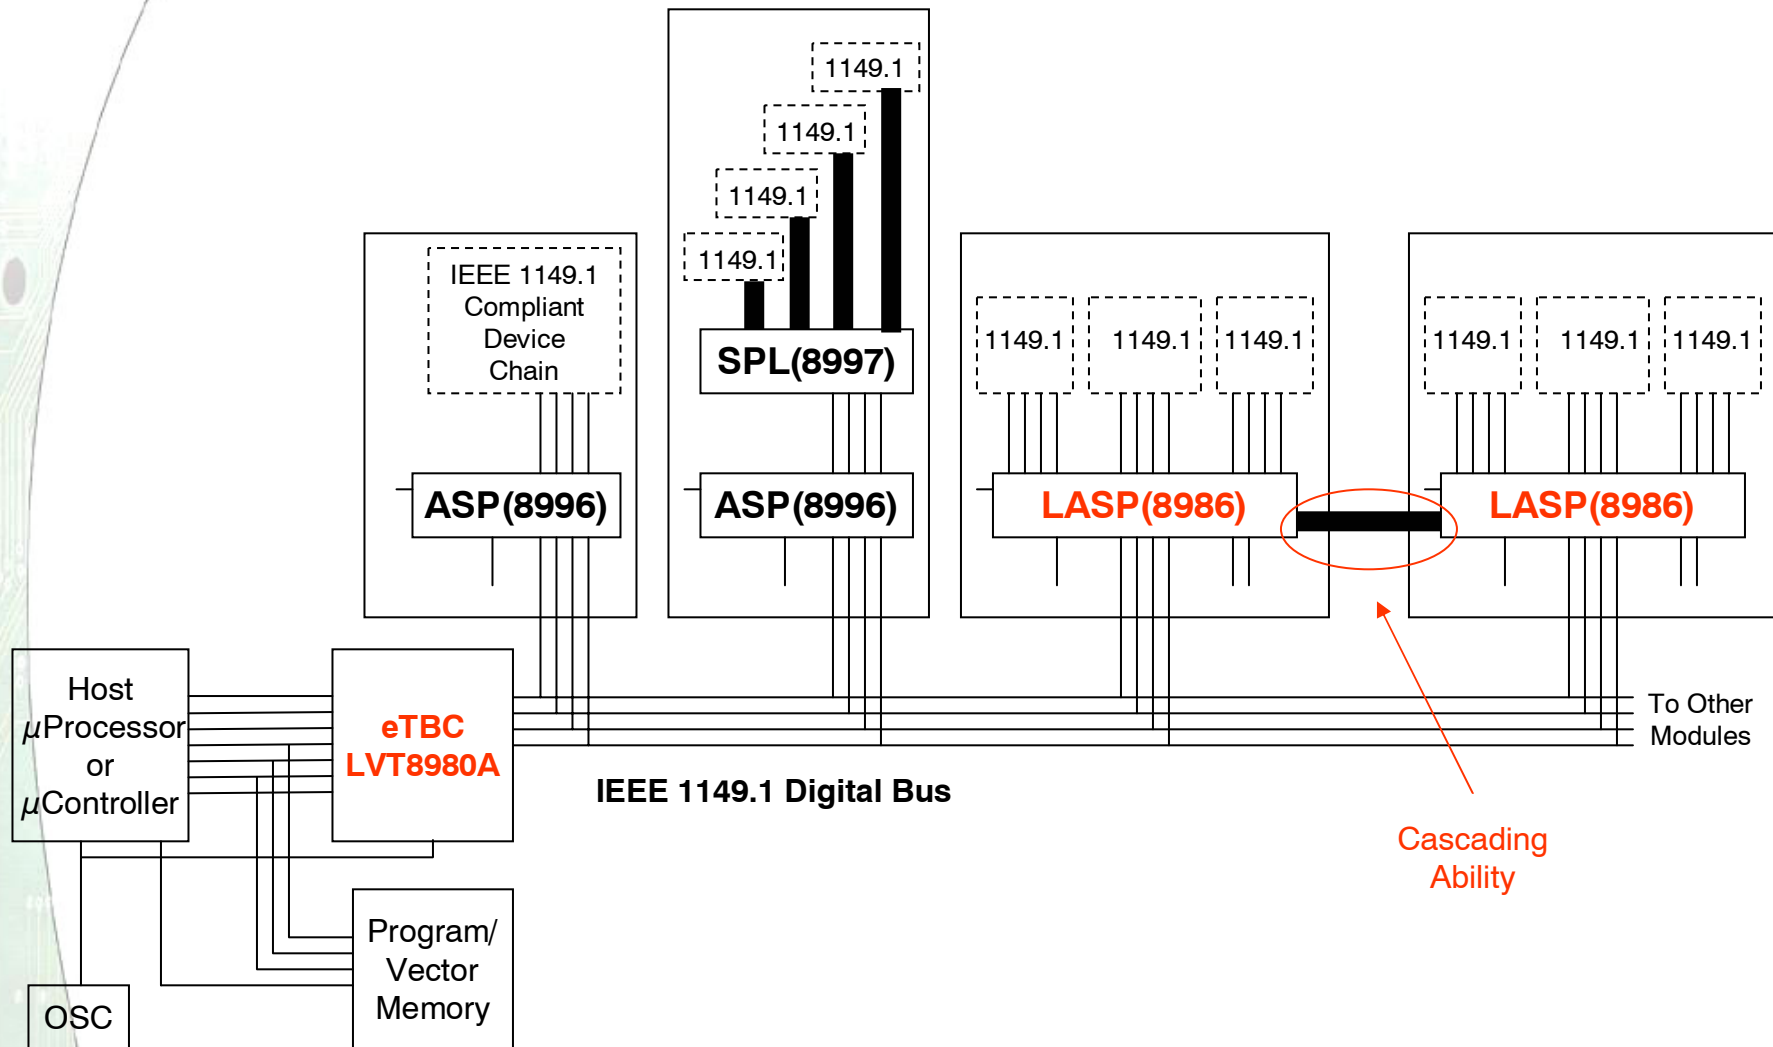 1149.1
1149.1
1149.1
1149.1
IEEE 1149.1
Compliant
Device
Chain
SPL(8997)
1149.1
1149.1
1149.1
1149.1
1149.1
1149.1
ASP(8996)
ASP(8996)
LASP(8986)
LASP(8986)
Host
μProcessor
or
μController
eTBC
LVT8980A
To Other
Modules
IEEE 1149.1 Digital Bus
Cascading
Ability
Program/
Vector
Memory
OSC